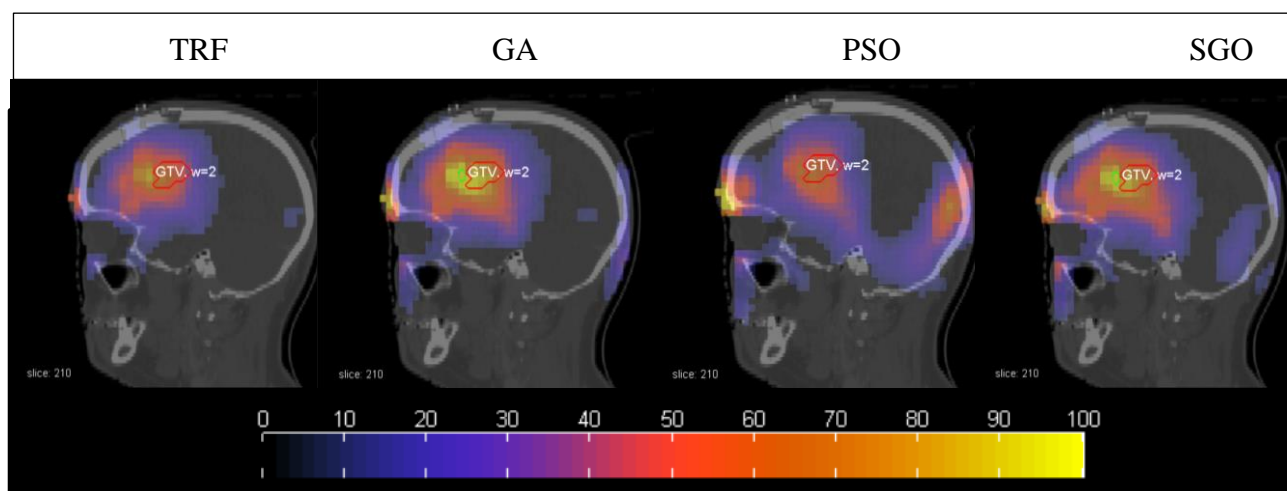 TRF GA PSO SGO
GTV, w=2 GTV, w=2 GTV, w=2 GTV, w=2
slice: 210 slice: 210 slice: 210 slice: 210
0 10 20 30 40 50 60 70 80 90 100